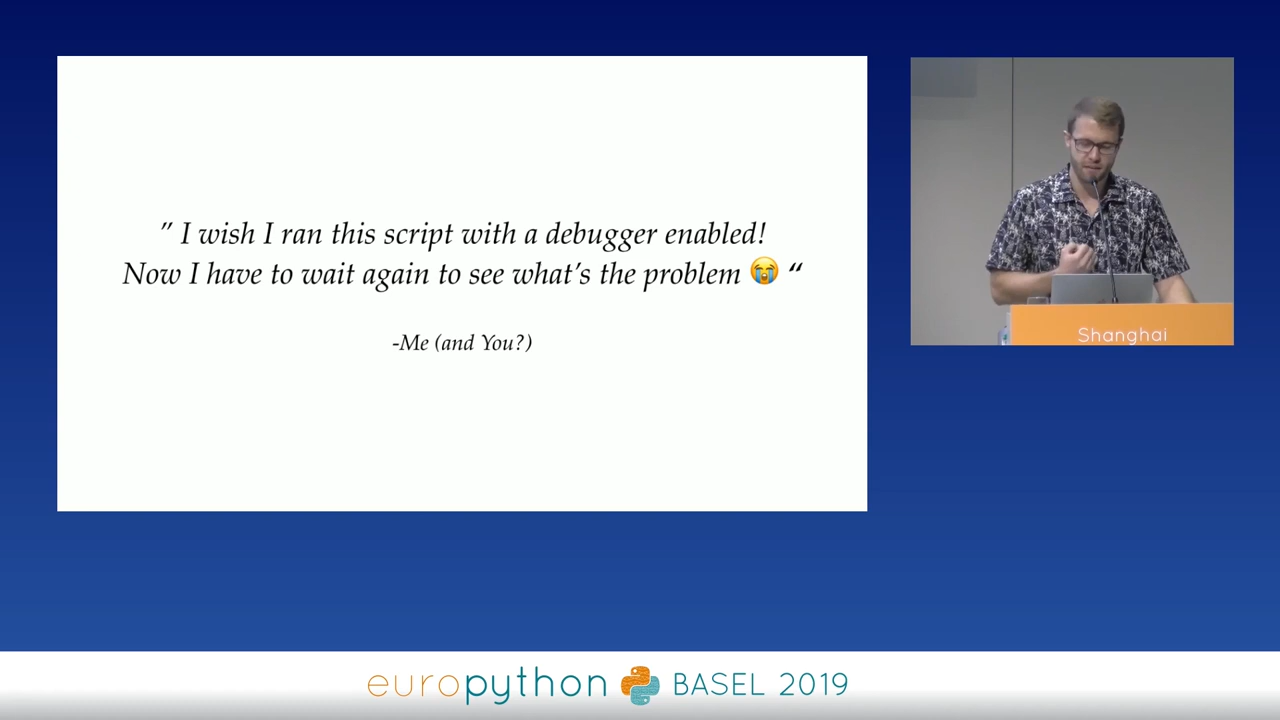 " I wish I ran this script with a debugger enabled!
Now I have to wait again to see what's the problem 😭 “
-Me (and You?)
Shanghai
europython BASEL 2019